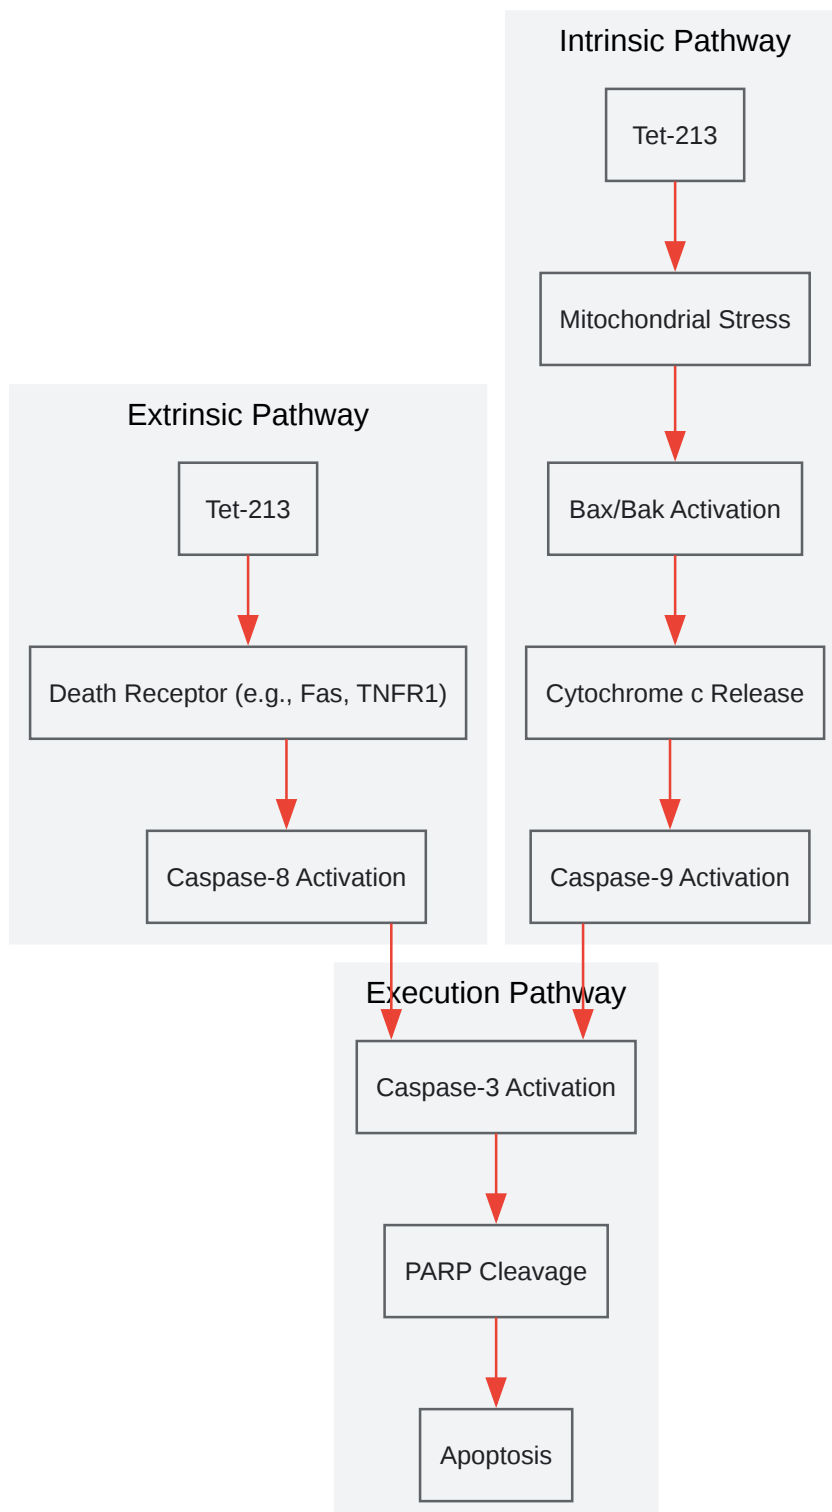 Intrinsic Pathway
Tet-213
Mitochondrial Stress
Bax/Bak Activation
Cytochrome c Release
Caspase-9 Activation
Extrinsic Pathway
Tet-213
Death Receptor (e.g., Fas, TNFR1)
Caspase-8 Activation
Execution Pathway
Caspase-3 Activation
PARP Cleavage
Apoptosis